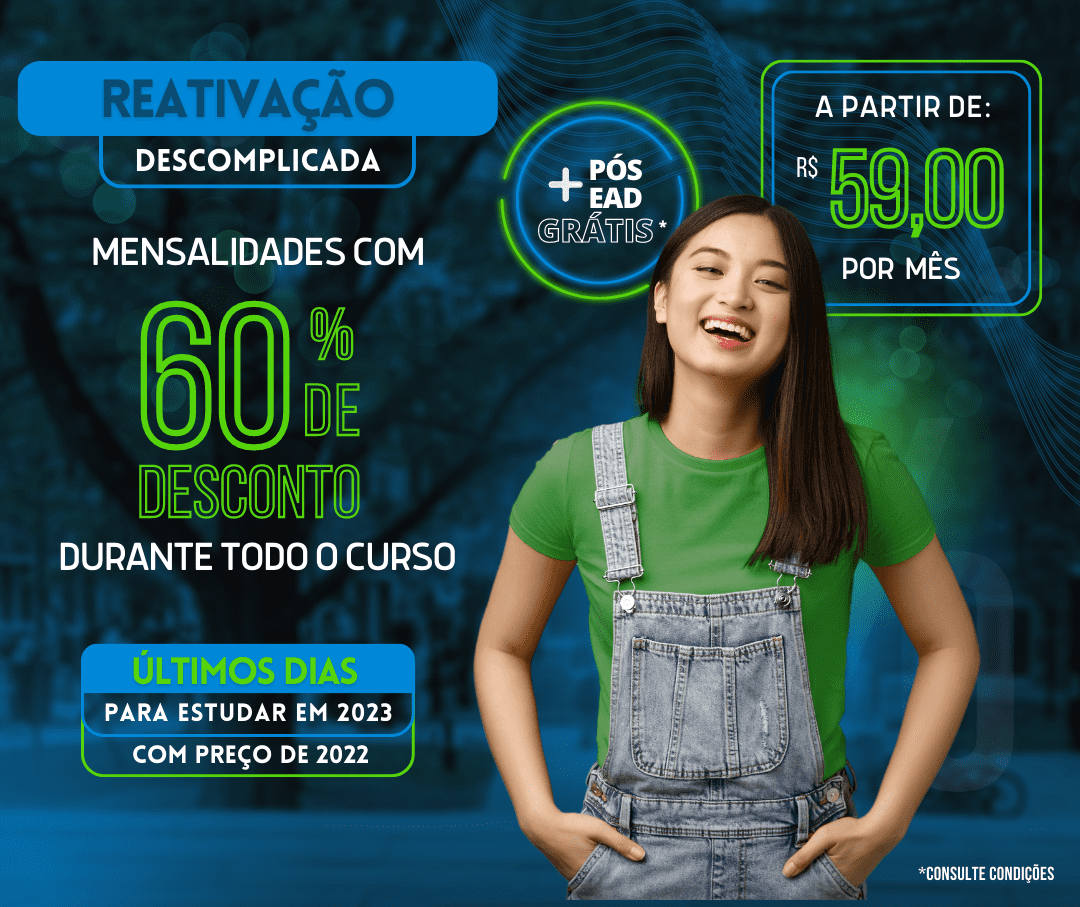 REATIVAÇÃO
DESCOMPLICADA
MENSALIDADES COM
60%
DE
DESCONTO
DURANTE TODO O CURSO
ÚLTIMOS DIAS
PARA ESTUDAR EM 2023
COM PREÇO DE 2022
+ PÓS
EAD
GRÁTIS*
A PARTIR DE:
R$ 59,00
POR MÊS
*CONSULTE CONDIÇÕES